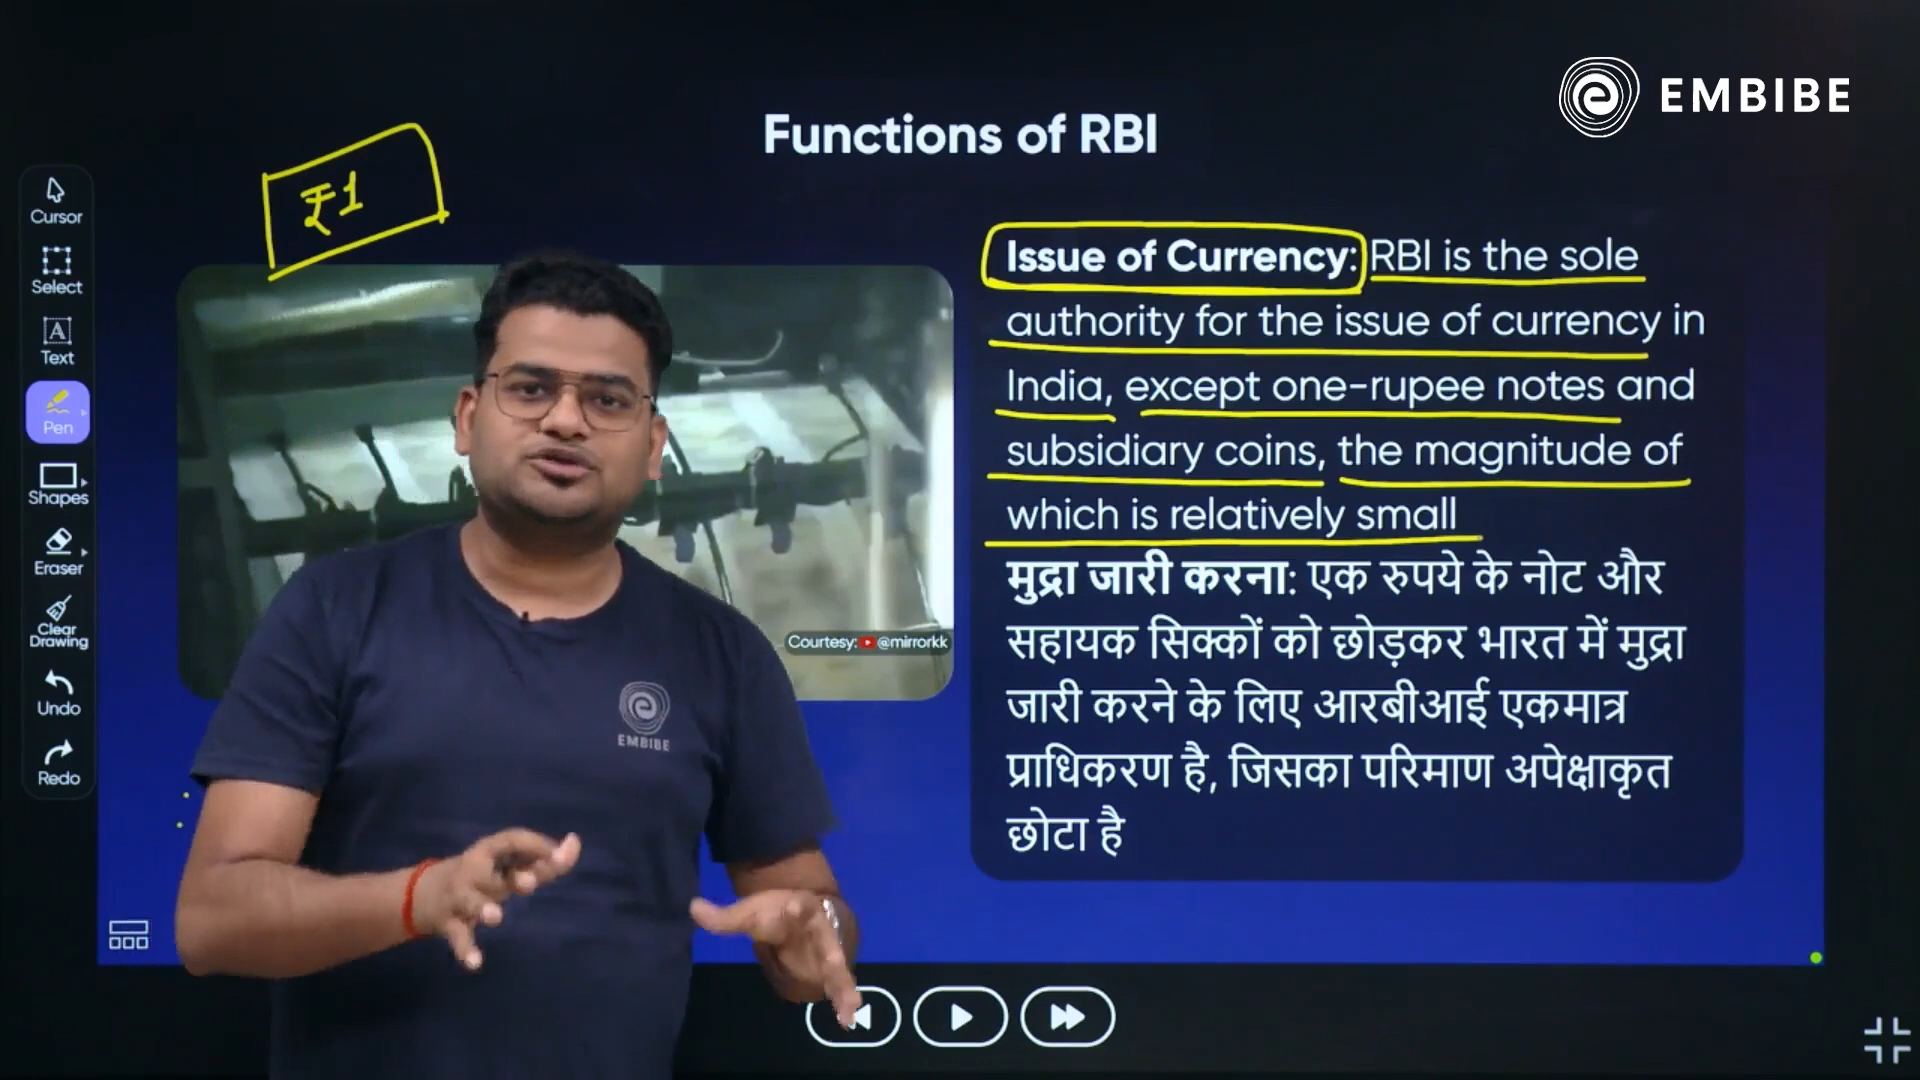 EMBIBE
Functions of RBI
₹1
Cursor
Select
Text
Pen
Shapes
Eraser
Clear
Drawing
Undo
Redo
Issue of Currency: RBI is the sole
authority for the issue of currency in
India, except one-rupee notes and
subsidiary coins, the magnitude of
which is relatively small
मुद्रा जारी करना: एक रुपये के नोट और
सहायक सिक्कों को छोड़कर भारत में मुद्रा
जारी करने के लिए आरबीआई एकमात्र
प्राधिकरण है, जिसका परिमाण अपेक्षाकृत
छोटा है
Courtesy: @mirrorkk
EMBIBE